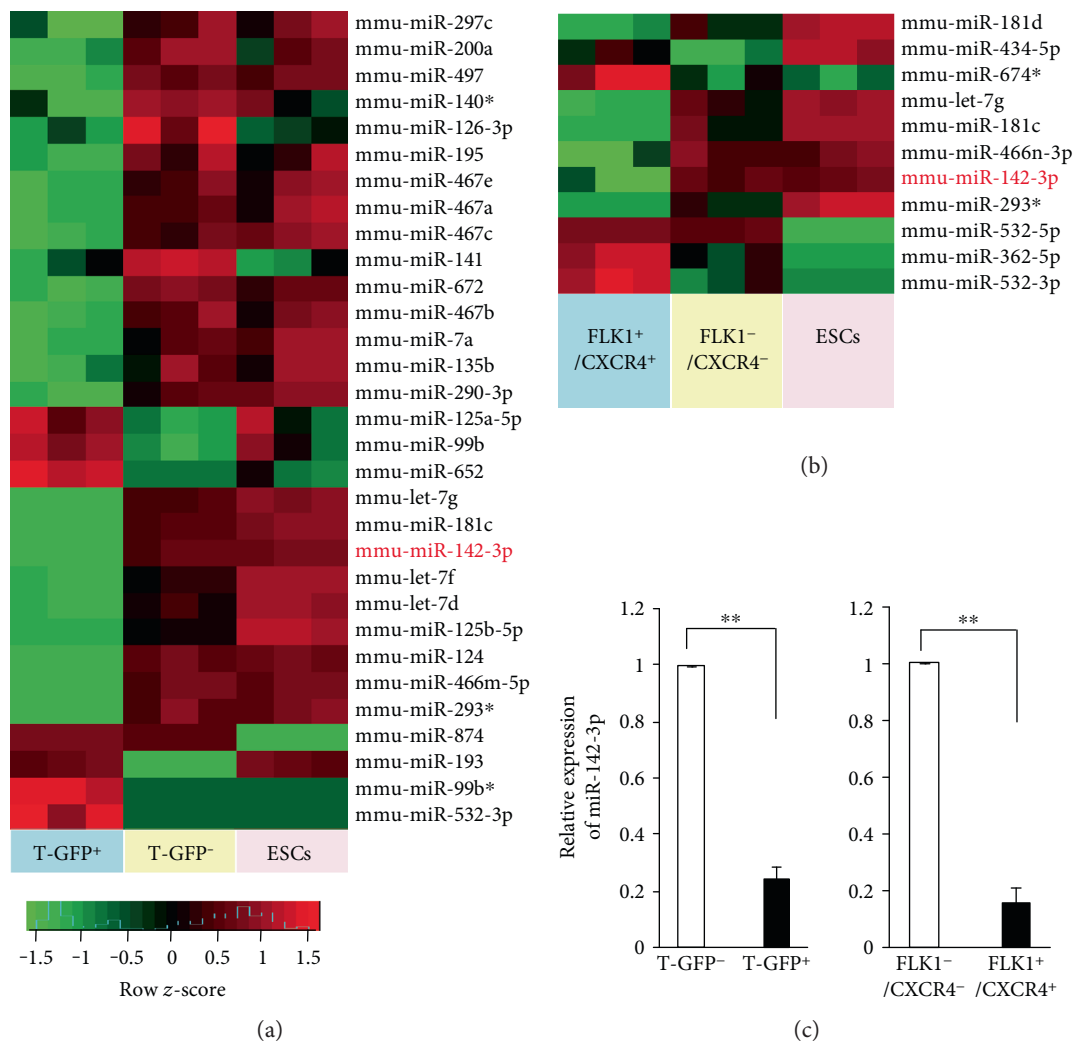 mmu-miR-297c
mmu-miR-200a
mmu-miR-497
mmu-miR-140*
mmu-miR-126-3p
mmu-miR-195
mmu-miR-467e
mmu-miR-467a
mmu-miR-467c
mmu-miR-141
mmu-miR-672
mmu-miR-467b
mmu-miR-7a
mmu-miR-135b
mmu-miR-290-3p
mmu-miR-125a-5p
mmu-miR-99b
mmu-miR-652
mmu-let-7g
mmu-miR-181c
mmu-miR-142-3p
mmu-let-7f
mmu-let-7d
mmu-miR-125b-5p
mmu-miR-124
mmu-miR-466m-5p
mmu-miR-293*
mmu-miR-874
mmu-miR-193
mmu-miR-99b*
mmu-miR-532-3p
T-GFP⁺ T-GFP⁻ ESCs
-1.5 -1 -0.5 0 0.5 1 1.5
Row z-score
(a)
mmu-miR-181d
mmu-miR-434-5p
mmu-miR-674*
mmu-let-7g
mmu-miR-181c
mmu-miR-466n-3p
mmu-miR-142-3p
mmu-miR-293*
mmu-miR-532-5p
mmu-miR-362-5p
mmu-miR-532-3p
FLK1⁺ FLK1⁻ ESCs
/CXCR4⁺ /CXCR4⁻
(b)
Relative expression
of miR-142-3p
1.2
1
0.8
0.6
0.4
0.2
0
**
T-GFP⁻ T-GFP⁺
1.2
1
0.8
0.6
0.4
0.2
0
**
FLK1⁻ FLK1⁺
/CXCR4⁻ /CXCR4⁺
(c)